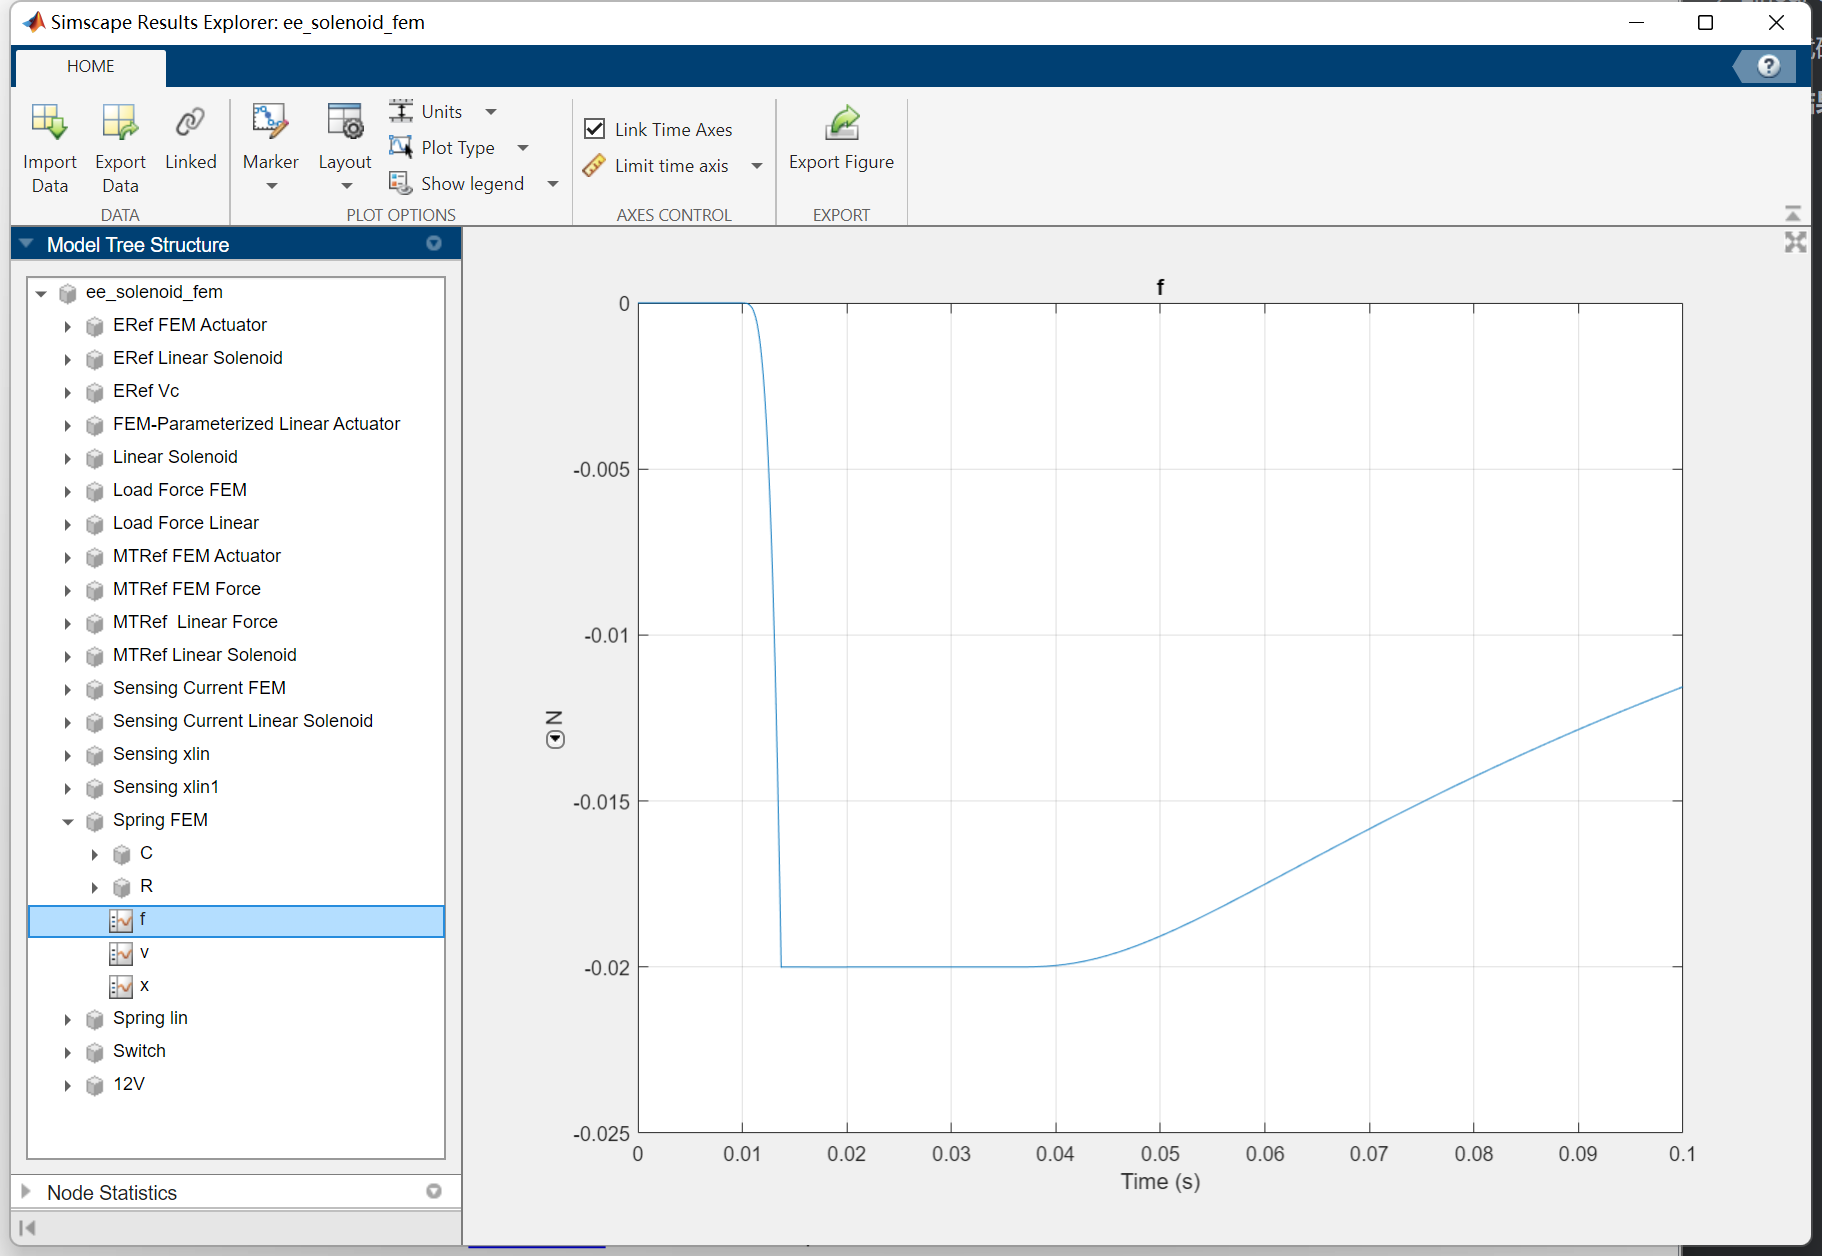 Simscape Results Explorer: ee_solenoid_fem
HOME
Import Data
Export Data
Linked
Marker
Layout
Units
Plot Type
Show legend
Link Time Axes
Limit time axis
Export Figure
DATA
PLOT OPTIONS
AXES CONTROL
EXPORT
Model Tree Structure
ee_solenoid_fem
ERef FEM Actuator
ERef Linear Solenoid
ERef Vc
FEM-Parameterized Linear Actuator
Linear Solenoid
Load Force FEM
Load Force Linear
MTRef FEM Actuator
MTRef FEM Force
MTRef  Linear Force
MTRef Linear Solenoid
Sensing Current FEM
Sensing Current Linear Solenoid
Sensing xlin
Sensing xlin1
Spring FEM
C
R
f
v
x
Spring lin
Switch
12V
Node Statistics
f
0
-0.005
-0.01
-0.015
-0.02
-0.025
N
0 0.01 0.02 0.03 0.04 0.05 0.06 0.07 0.08 0.09 0.1
Time (s)